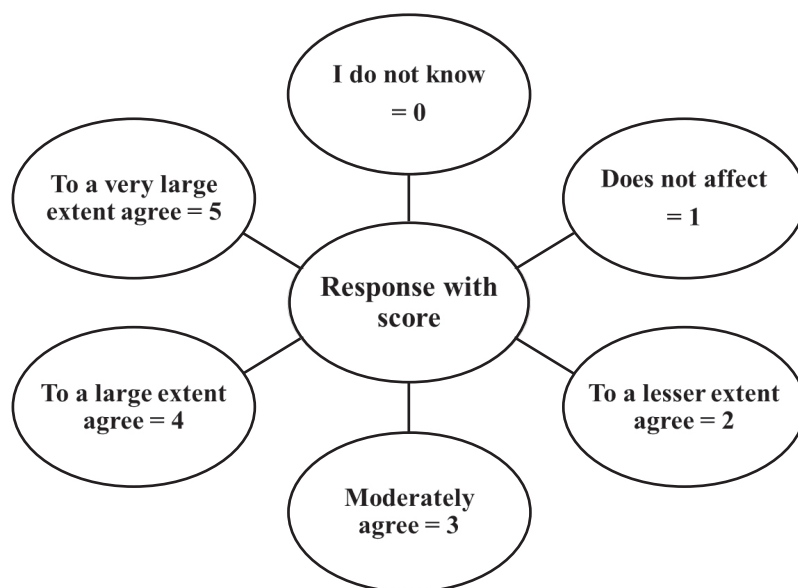 I do not know
= 0
Does not affect
= 1
To a lesser extent
agree = 2
Moderately
agree = 3
To a large extent
agree = 4
To a very large
extent agree = 5
Response with
score